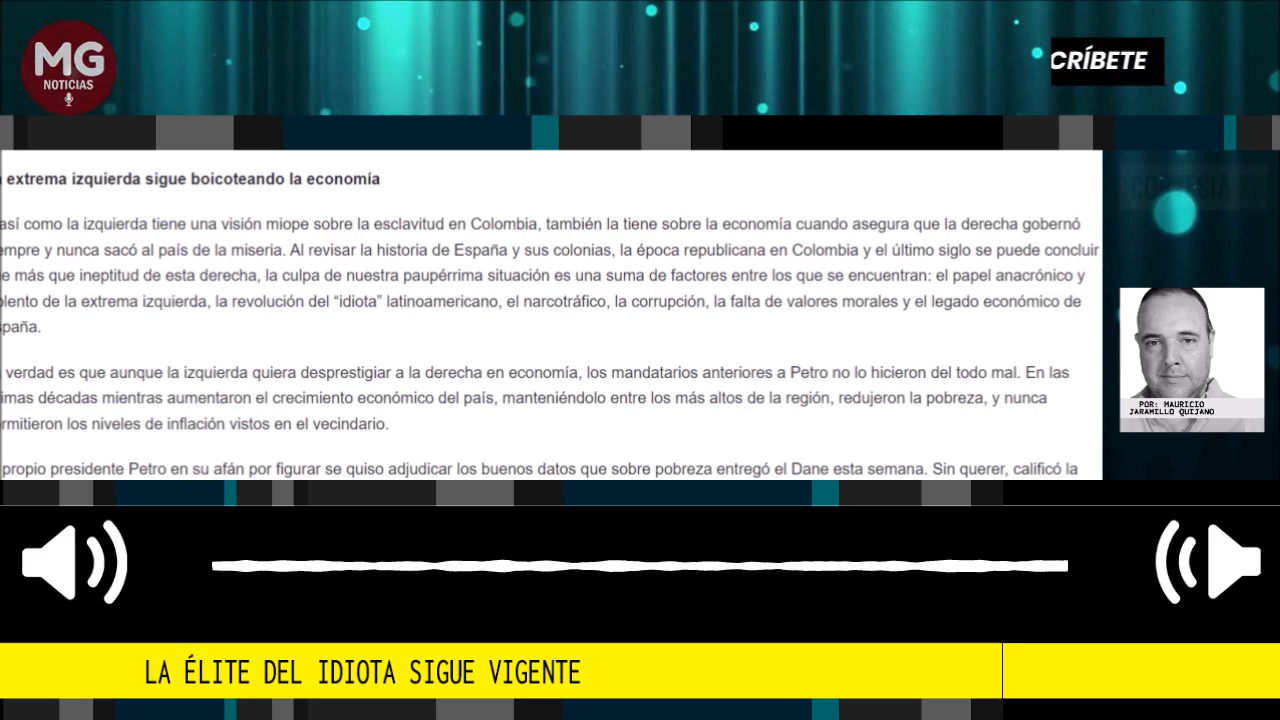 MG
NOTICIAS
CRÍBETE
extrema izquierda sigue boicoteando la economía
así como la izquierda tiene una visión miope sobre la esclavitud en Colombia, también la tiene sobre la economía cuando asegura que la derecha gobernó
empre y nunca sacó al país de la miseria. Al revisar la historia de España y sus colonias, la época republicana en Colombia y el último siglo se puede concluir
e más que ineptitud de esta derecha, la culpa de nuestra paupérrima situación es una suma de factores entre los que se encuentran: el papel anacrónico y
olento de la extrema izquierda, la revolución del “idiota” latinoamericano, el narcotráfico, la corrupción, la falta de valores morales y el legado económico de
spaña.
verdad es que aunque la izquierda quiera desprestigiar a la derecha en economía, los mandatarios anteriores a Petro no lo hicieron del todo mal. En las
imas décadas mientras aumentaron el crecimiento económico del país, manteniéndolo entre los más altos de la región, redujeron la pobreza, y nunca
rmitieron los niveles de inflación vistos en el vecindario.
propio presidente Petro en su afán por figurar se quiso adjudicar los buenos datos que sobre pobreza entregó el Dane esta semana. Sin querer, calificó la
POR: MAURICIO
JARAMILLO QUIJANO
LA ÉLITE DEL IDIOTA SIGUE VIGENTE